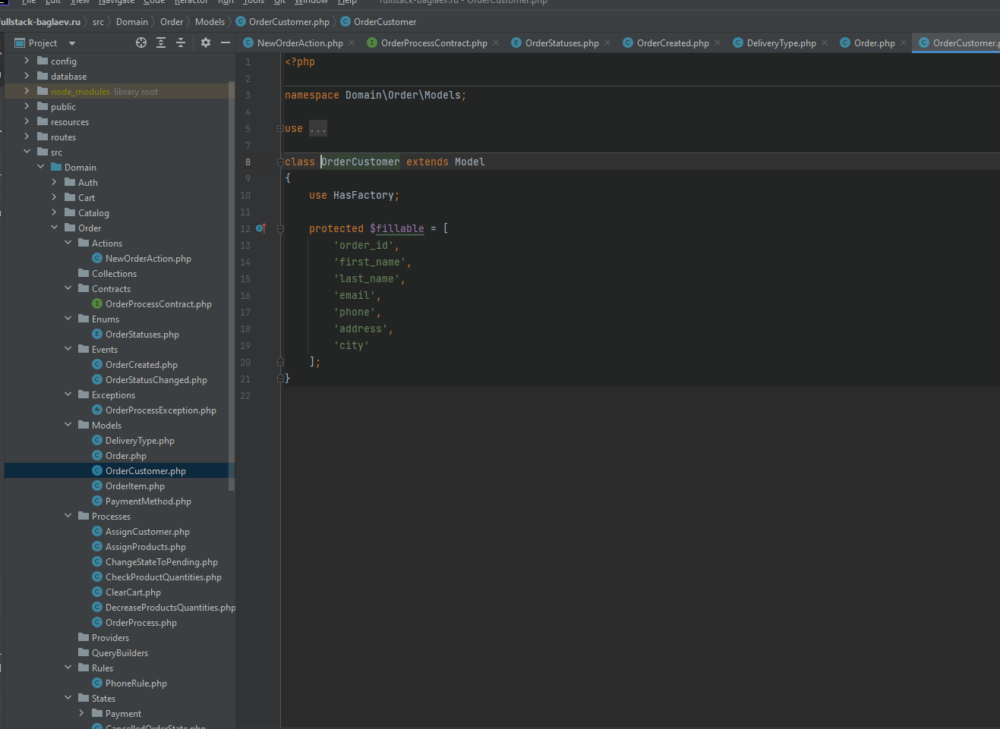 File Edit View Navigate Code Refactor Run Tools Git Window Help fullstack-baglaev.ru - OrderCustomer.php
fullstack-baglaev.ru src Domain Order Models OrderCustomer.php OrderCustomer
Project
NewOrderAction.php OrderProcessContract.php OrderStatuses.php OrderCreated.php DeliveryType.php Order.php OrderCustomer.p
config
database
node_modules library root
public
resources
routes
src
Domain
Auth
Cart
Catalog
Order
Actions
NewOrderAction.php
Collections
Contracts
OrderProcessContract.php
Enums
OrderStatuses.php
Events
OrderCreated.php
OrderStatusChanged.php
Exceptions
OrderProcessException.php
Models
DeliveryType.php
Order.php
OrderCustomer.php
OrderItem.php
PaymentMethod.php
Processes
AssignCustomer.php
AssignProducts.php
ChangeStateToPending.php
CheckProductQuantities.php
ClearCart.php
DecreaseProductsQuantities.php
OrderProcess.php
Providers
QueryBuilders
Rules
PhoneRule.php
States
Payment
CancelledOrderState.php
1 <?php
2
3 namespace Domain\Order\Models;
4
5 use ...
7
8 class OrderCustomer extends Model
9 {
10 use HasFactory;
11
12 protected $fillable = [
13 'order_id',
14 'first_name',
15 'last_name',
16 'email',
17 'phone',
18 'address',
19 'city'
20 ];
21 }
22